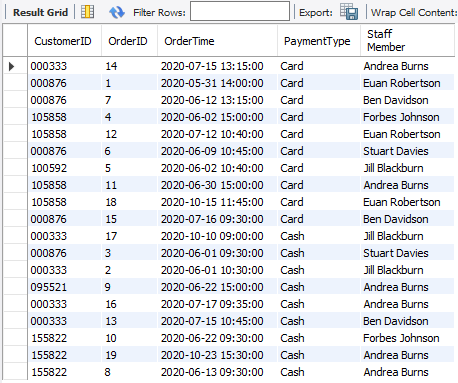 Result Grid Filter Rows: Export: Wrap Cell Content:
CustomerID OrderID OrderTime PaymentType Staff Member
000333 14 2020-07-15 13:15:00 Card Andrea Burns
000876 1 2020-05-31 14:00:00 Card Euan Robertson
000876 7 2020-06-12 13:15:00 Card Ben Davidson
105858 4 2020-06-02 15:00:00 Card Forbes Johnson
105858 12 2020-07-12 10:40:00 Card Euan Robertson
000876 6 2020-06-09 10:45:00 Card Stuart Davies
100592 5 2020-06-02 10:40:00 Card Jill Blackburn
105858 11 2020-06-30 15:00:00 Card Andrea Burns
105858 18 2020-10-15 11:45:00 Card Euan Robertson
000876 15 2020-07-16 09:30:00 Card Ben Davidson
000333 17 2020-10-10 09:00:00 Cash Jill Blackburn
000876 3 2020-06-01 09:30:00 Cash Stuart Davies
000333 2 2020-06-01 10:30:00 Cash Jill Blackburn
095521 9 2020-06-22 15:00:00 Cash Andrea Burns
000333 16 2020-07-17 09:35:00 Cash Andrea Burns
000333 13 2020-07-15 10:45:00 Cash Ben Davidson
155822 10 2020-06-22 09:30:00 Cash Forbes Johnson
155822 19 2020-10-23 15:30:00 Cash Andrea Burns
155822 8 2020-06-13 09:30:00 Cash Andrea Burns